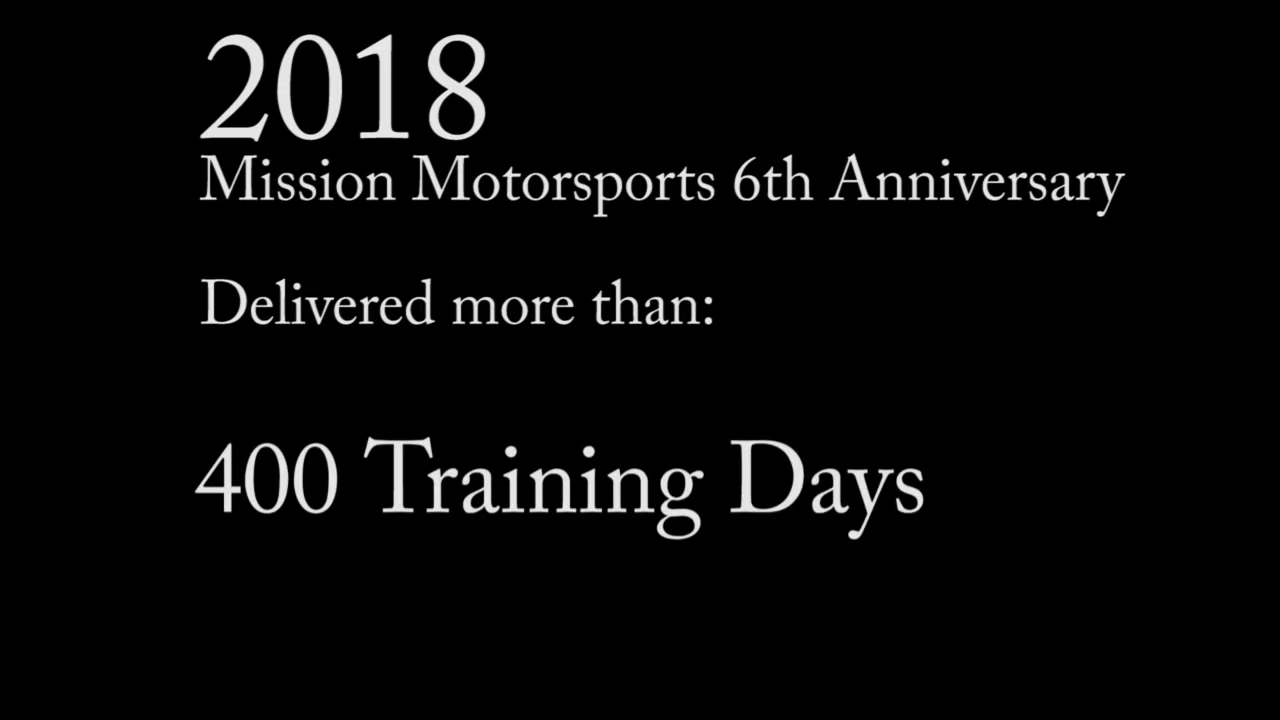 2018
Mission Motorsports 6th Anniversary
Delivered more than:
400 Training Days